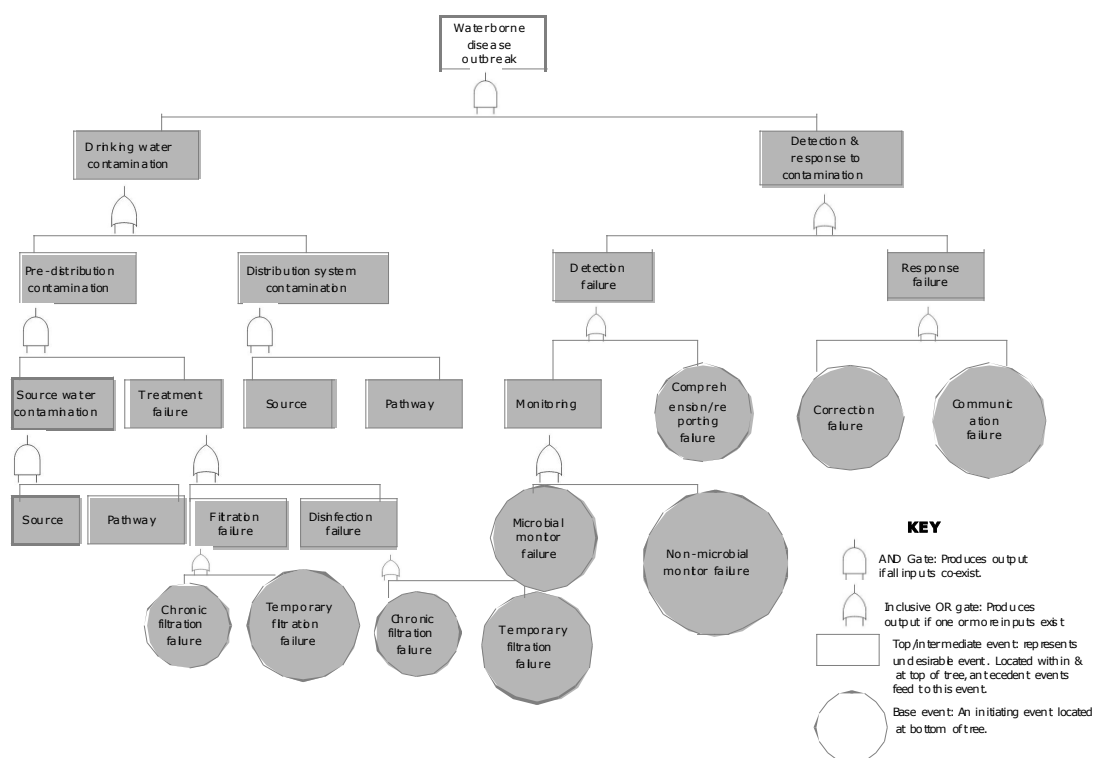 Waterborne
disease
outbreak
Drinking water
contamination
Detection &
response to
contamination
Pre-distribution
contamination
Distribution system
contamination
Detection
failure
Response
failure
Source water
contamination
Treatment
failure
Source
Pathway
Monitoring
Compreh
ension/re
porting
failure
Correction
failure
Communic
ation
failure
Source
Pathway
Filtration
failure
Disinfection
failure
Microbial
monitor
failure
Non-microbial
monitor failure
Chronic
filtration
failure
Temporary
filtration
failure
Chronic
filtration
failure
Temporary
filtration
failure
KEY
AND Gate: Produces output
if all inputs co-exist.
Inclusive OR gate: Produces
output if one or more inputs exist
Top/intermediate event: represents
undesirable event. Located within &
at top of tree, antecedent events
feed to this event.
Base event: An initiating event located
at bottom of tree.